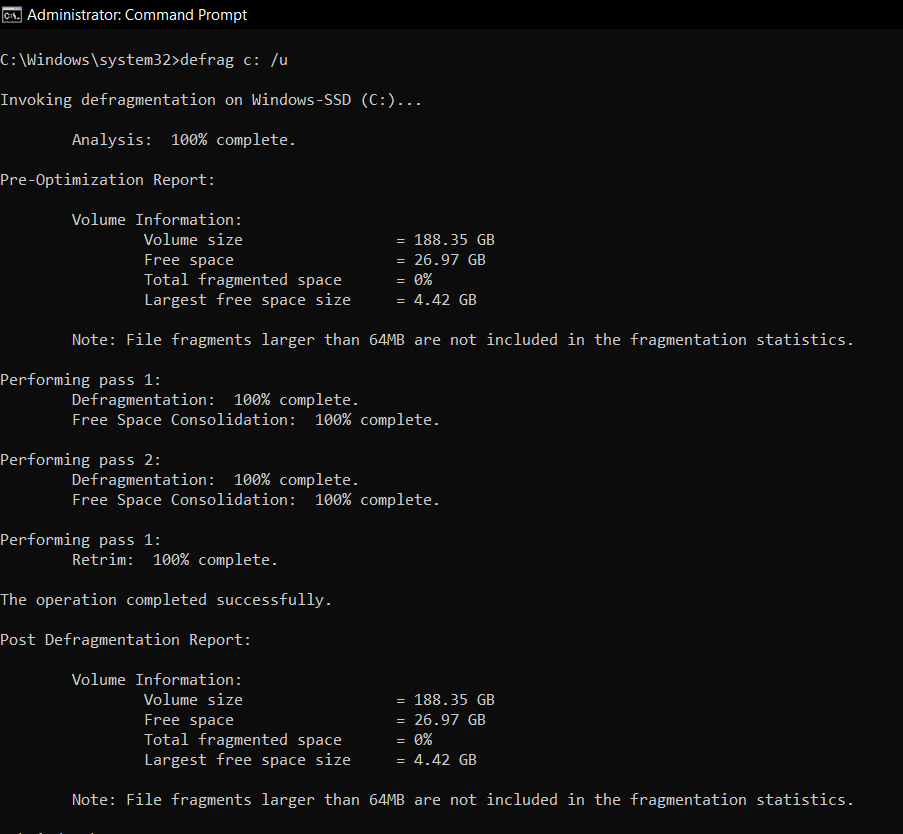 Administrator: Command Prompt
C:\Windows\system32>defrag c: /u
Invoking defragmentation on Windows-SSD (C:)...
Analysis:  100% complete.
Pre-Optimization Report:
Volume Information:
Volume size = 188.35 GB
Free space = 26.97 GB
Total fragmented space = 0%
Largest free space size = 4.42 GB
Note: File fragments larger than 64MB are not included in the fragmentation statistics.
Performing pass 1:
Defragmentation:  100% complete.
Free Space Consolidation:  100% complete.
Performing pass 2:
Defragmentation:  100% complete.
Free Space Consolidation:  100% complete.
Performing pass 1:
Retrim:  100% complete.
The operation completed successfully.
Post Defragmentation Report:
Volume Information:
Volume size = 188.35 GB
Free space = 26.97 GB
Total fragmented space = 0%
Largest free space size = 4.42 GB
Note: File fragments larger than 64MB are not included in the fragmentation statistics.